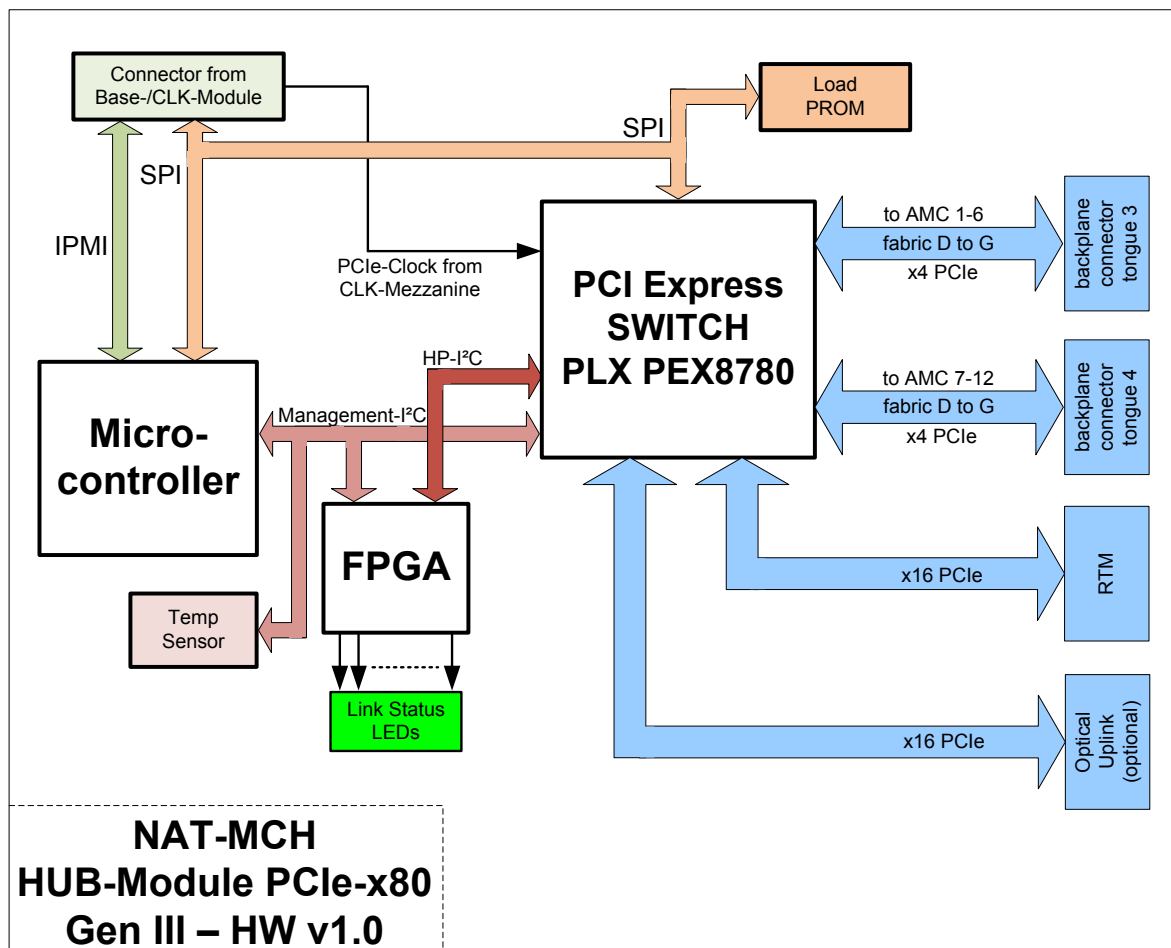 Connector from
Base-/CLK-Module
Load
PROM
SPI
SPI
IPMI
PCIe-Clock from
CLK-Mezzanine
PCI Express
SWITCH
PLX PEX8780
to AMC 1-6
fabric D to G
x4 PCIe
backplane
connector
tongue 3
HP-I²C
Management-I²C
Micro-
controller
to AMC 7-12
fabric D to G
x4 PCIe
backplane
connector
tongue 4
FPGA
Temp
Sensor
Link Status
LEDs
x16 PCIe
RTM
x16 PCIe
Optical
Uplink
(optional)
NAT-MCH
HUB-Module PCIe-x80
Gen III – HW v1.0